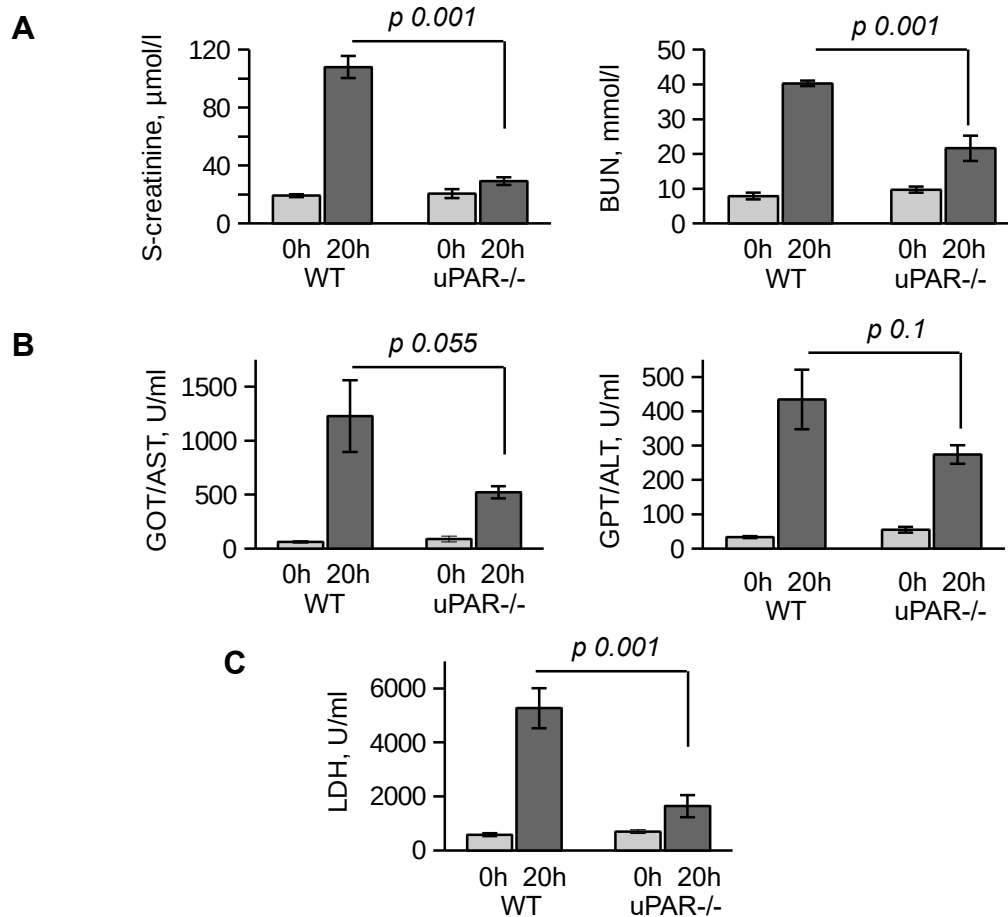 A
S-creatinine, µmol/l
p 0.001
120
80
40
0
0h 20h 0h 20h
WT uPAR-/-
BUN, mmol/l
p 0.001
50
40
30
20
10
0
0h 20h 0h 20h
WT uPAR-/-
B
GOT/AST, U/ml
p 0.055
1500
1000
500
0
0h 20h 0h 20h
WT uPAR-/-
GPT/ALT, U/ml
p 0.1
500
400
300
200
100
0
0h 20h 0h 20h
WT uPAR-/-
C
LDH, U/ml
p 0.001
6000
4000
2000
0
0h 20h 0h 20h
WT uPAR-/-